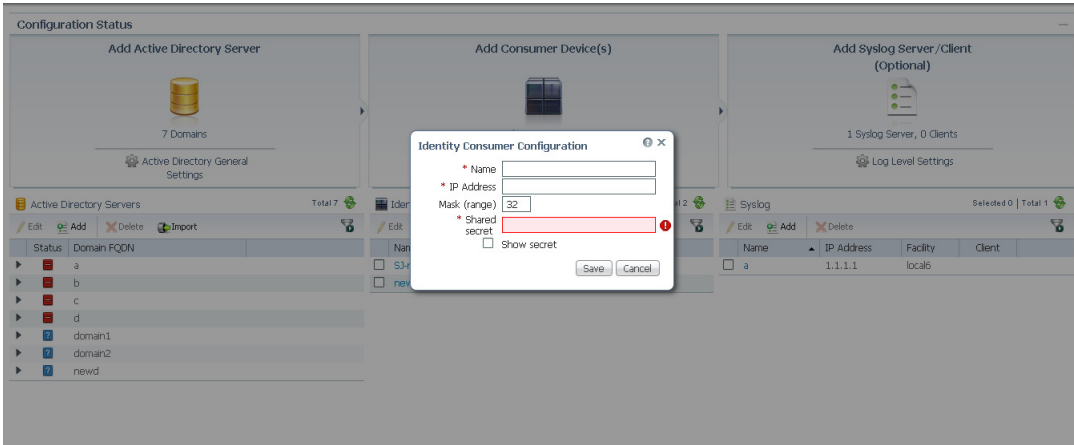 Configuration Status
Add Active Directory Server
7 Domains
Active Directory General
Settings
Add Consumer Device(s)
Add Syslog Server/Client
(Optional)
1 Syslog Server, 0 Clients
Log Level Settings
Identity Consumer Configuration
* Name
* IP Address
Mask (range) 32
* Shared
secret
Show secret
Save Cancel
Active Directory Servers Total 7
Edit Add Delete Import
Status Domain FQDN
a
b
c
d
domain1
domain2
newd
Edit
Syslog Selected 0 | Total 1
Edit Add Delete
Name IP Address Facility Client
a 1.1.1.1 local6